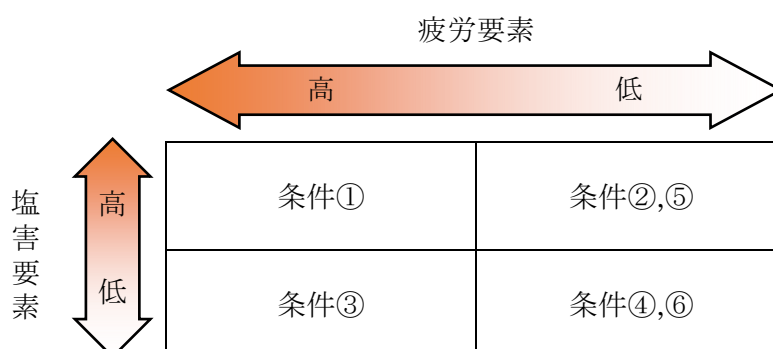 疲労要素
高 低
塩害要素
高
低
条件① 条件②,⑤
条件③ 条件④,⑥